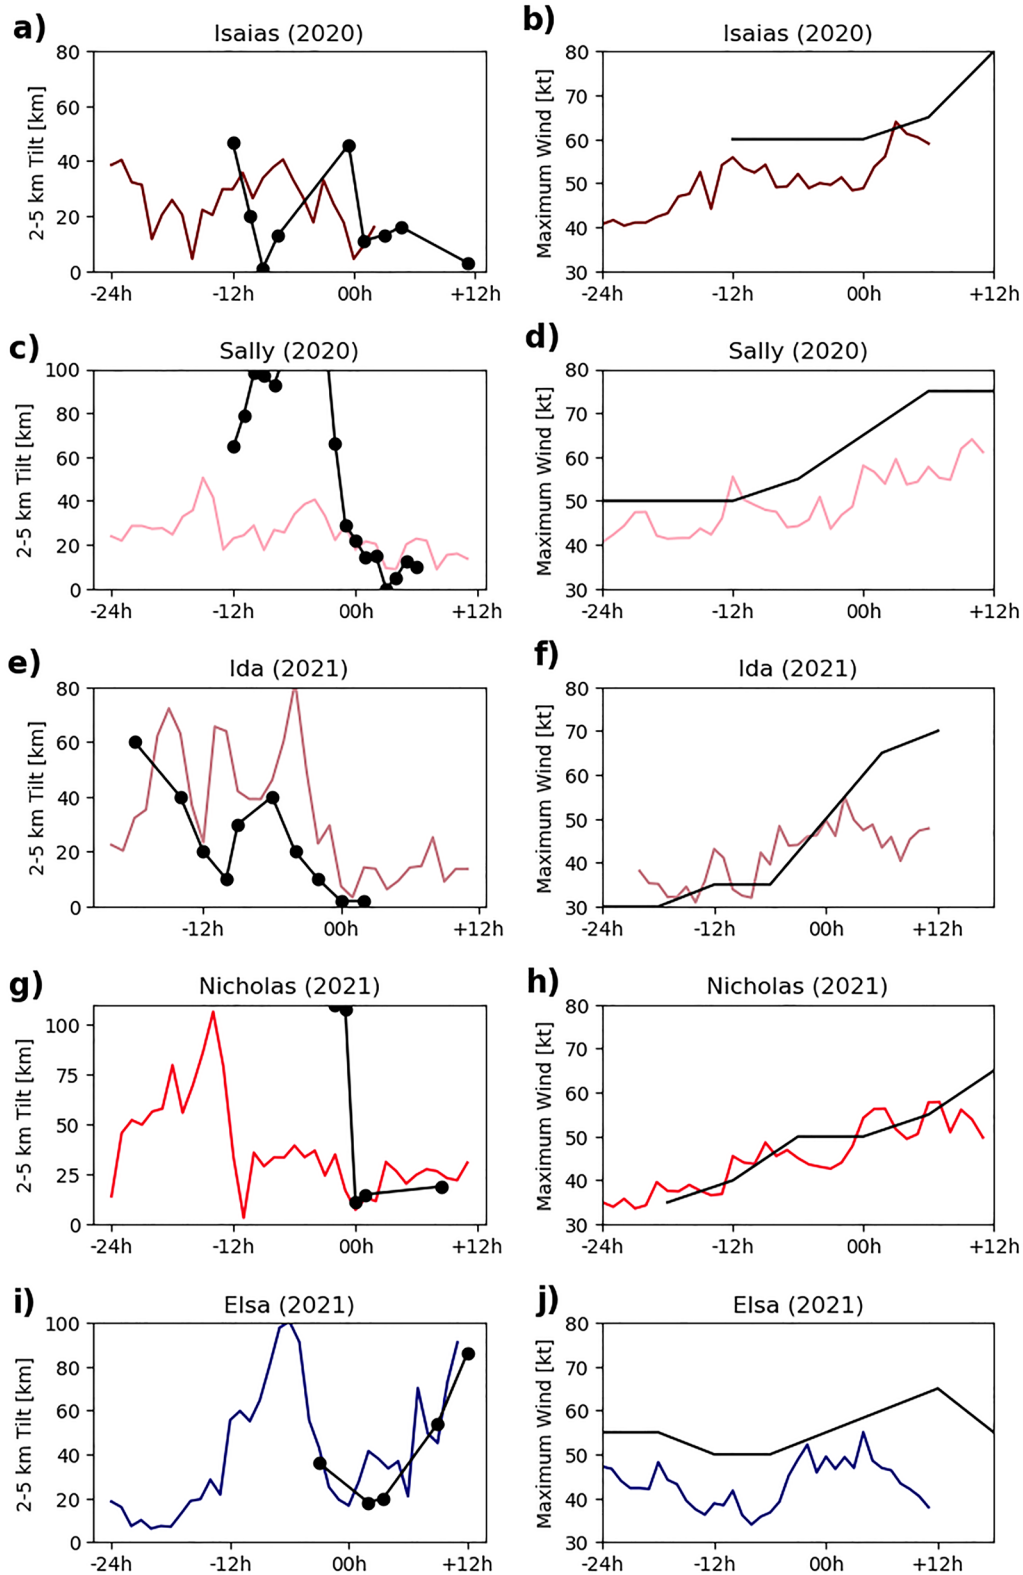 a)
Isaias (2020)
2-5 km Tilt [km]
80
60
40
20
0
-24h -12h 00h +12h
b)
Isaias (2020)
Maximum Wind [kt]
80
70
60
50
40
30
-24h -12h 00h +12h
c)
Sally (2020)
2-5 km Tilt [km]
100
80
60
40
20
0
-24h -12h 00h +12h
d)
Sally (2020)
Maximum Wind [kt]
80
70
60
50
40
30
-24h -12h 00h +12h
e)
Ida (2021)
2-5 km Tilt [km]
80
60
40
20
0
-12h 00h +12h
f)
Ida (2021)
Maximum Wind [kt]
80
70
60
50
40
30
-24h -12h 00h +12h
g)
Nicholas (2021)
2-5 km Tilt [km]
100
75
50
25
0
-24h -12h 00h +12h
h)
Nicholas (2021)
Maximum Wind [kt]
80
70
60
50
40
30
-24h -12h 00h +12h
i)
Elsa (2021)
2-5 km Tilt [km]
100
80
60
40
20
0
-24h -12h 00h +12h
j)
Elsa (2021)
Maximum Wind [kt]
80
70
60
50
40
30
-24h -12h 00h +12h